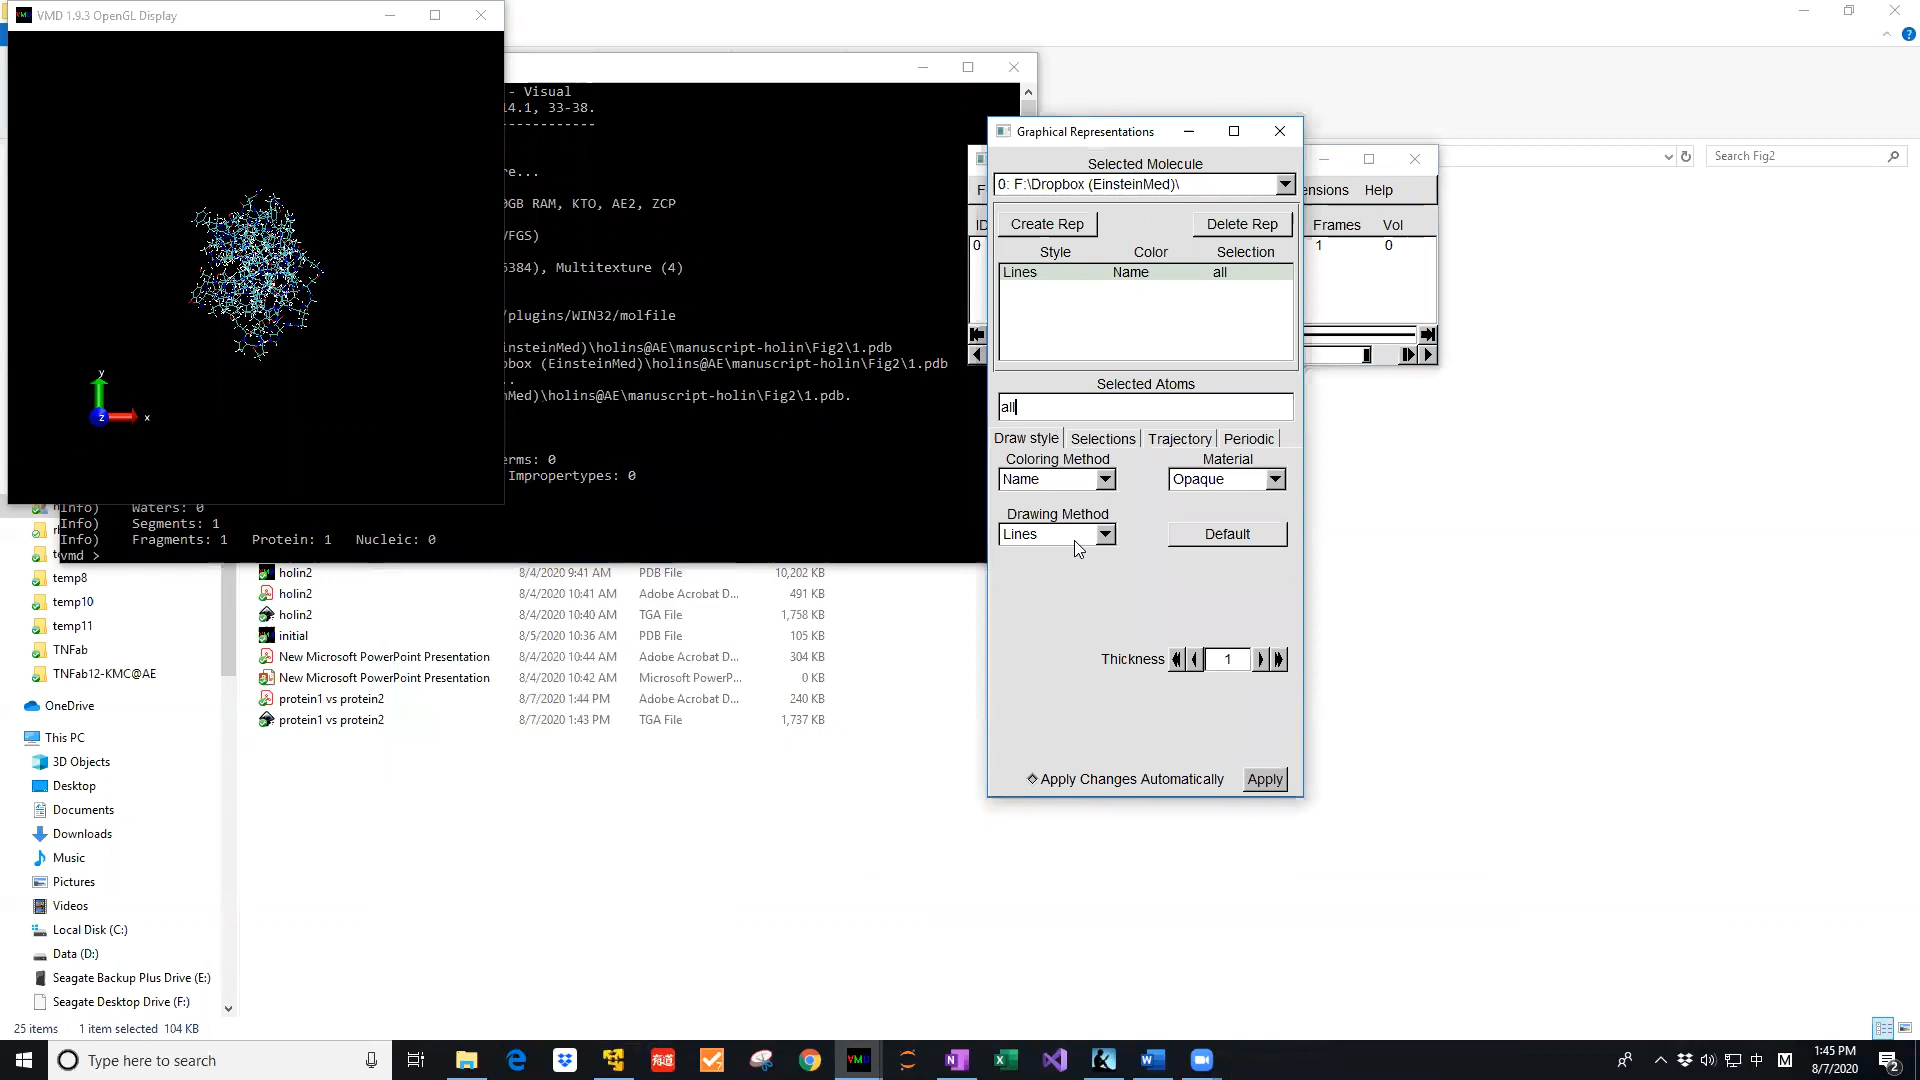 VMD 1.9.3 OpenGL Display
y
z
x
- Visual
14.1, 33-38.
-------------
re...
0GB RAM, KTO, AE2, ZCP
/FGS)
6384), Multitexture (4)
/plugins/WIN32/molfile
insteinMed)\holins@AE\manuscript-holin\Fig2\1.pdb
pbox (EinsteinMed)\holins@AE\manuscript-holin\Fig2\1.pdb
..
nMed)\holins@AE\manuscript-holin\Fig2\1.pdb.
erms: 0
Impropertypes: 0
Info) Waters: 0
Info) Segments: 1
Info) Fragments: 1 Protein: 1 Nucleic: 0
vmd >
Graphical Representations
Selected Molecule
0: F:\Dropbox (EinsteinMed)\
Create Rep
Delete Rep
Style Color Selection
Lines Name all
Selected Atoms
all
Draw style Selections Trajectory Periodic
Coloring Method
Material
Name
Opaque
Drawing Method
Lines
Default
Thickness
1
Apply Changes Automatically
Apply
F
ensions Help
ID
Frames Vol
0
1 0
Search Fig2
temp8
temp10
temp11
TNFab
TNFab12-KMC@AE
OneDrive
This PC
3D Objects
Desktop
Documents
Downloads
Music
Pictures
Videos
Local Disk (C:)
Data (D:)
Seagate Backup Plus Drive (E:)
Seagate Desktop Drive (F:)
holin2 8/4/2020 9:41 AM PDB File 10,202 KB
holin2 8/4/2020 10:41 AM Adobe Acrobat D... 491 KB
holin2 8/4/2020 10:40 AM TGA File 1,758 KB
initial 8/5/2020 10:36 AM PDB File 105 KB
New Microsoft PowerPoint Presentation 8/4/2020 10:44 AM Adobe Acrobat D... 304 KB
New Microsoft PowerPoint Presentation 8/4/2020 10:42 AM Microsoft PowerP... 0 KB
protein1 vs protein2 8/7/2020 1:44 PM Adobe Acrobat D... 240 KB
protein1 vs protein2 8/7/2020 1:43 PM TGA File 1,737 KB
25 items 1 item selected 104 KB
Type here to search
有道
VMD
中
M
1:45 PM
8/7/2020
2